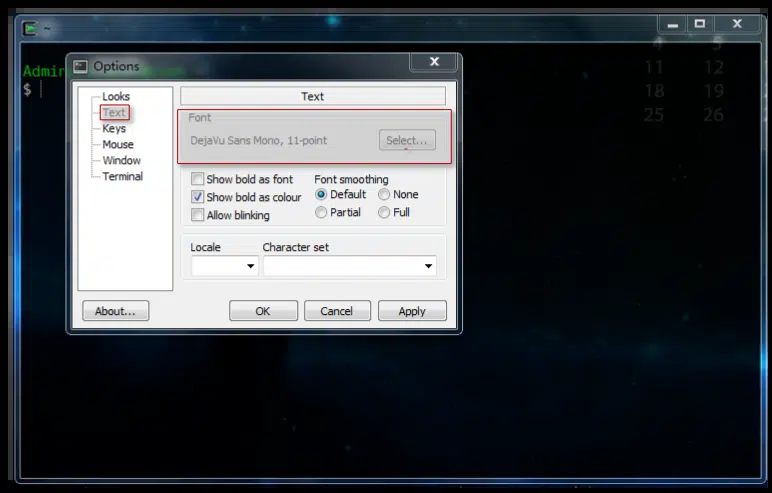 ~
4 5
Options
Admin
11 12
Looks
Text
$
18 19
Text
Font
Keys
DejaVu Sans Mono, 11-point
Select...
25 26
Mouse
Window
Terminal
Show bold as font
Font smoothing
Show bold as colour
Default
None
Allow blinking
Partial
Full
Locale
Character set
About...
OK
Cancel
Apply